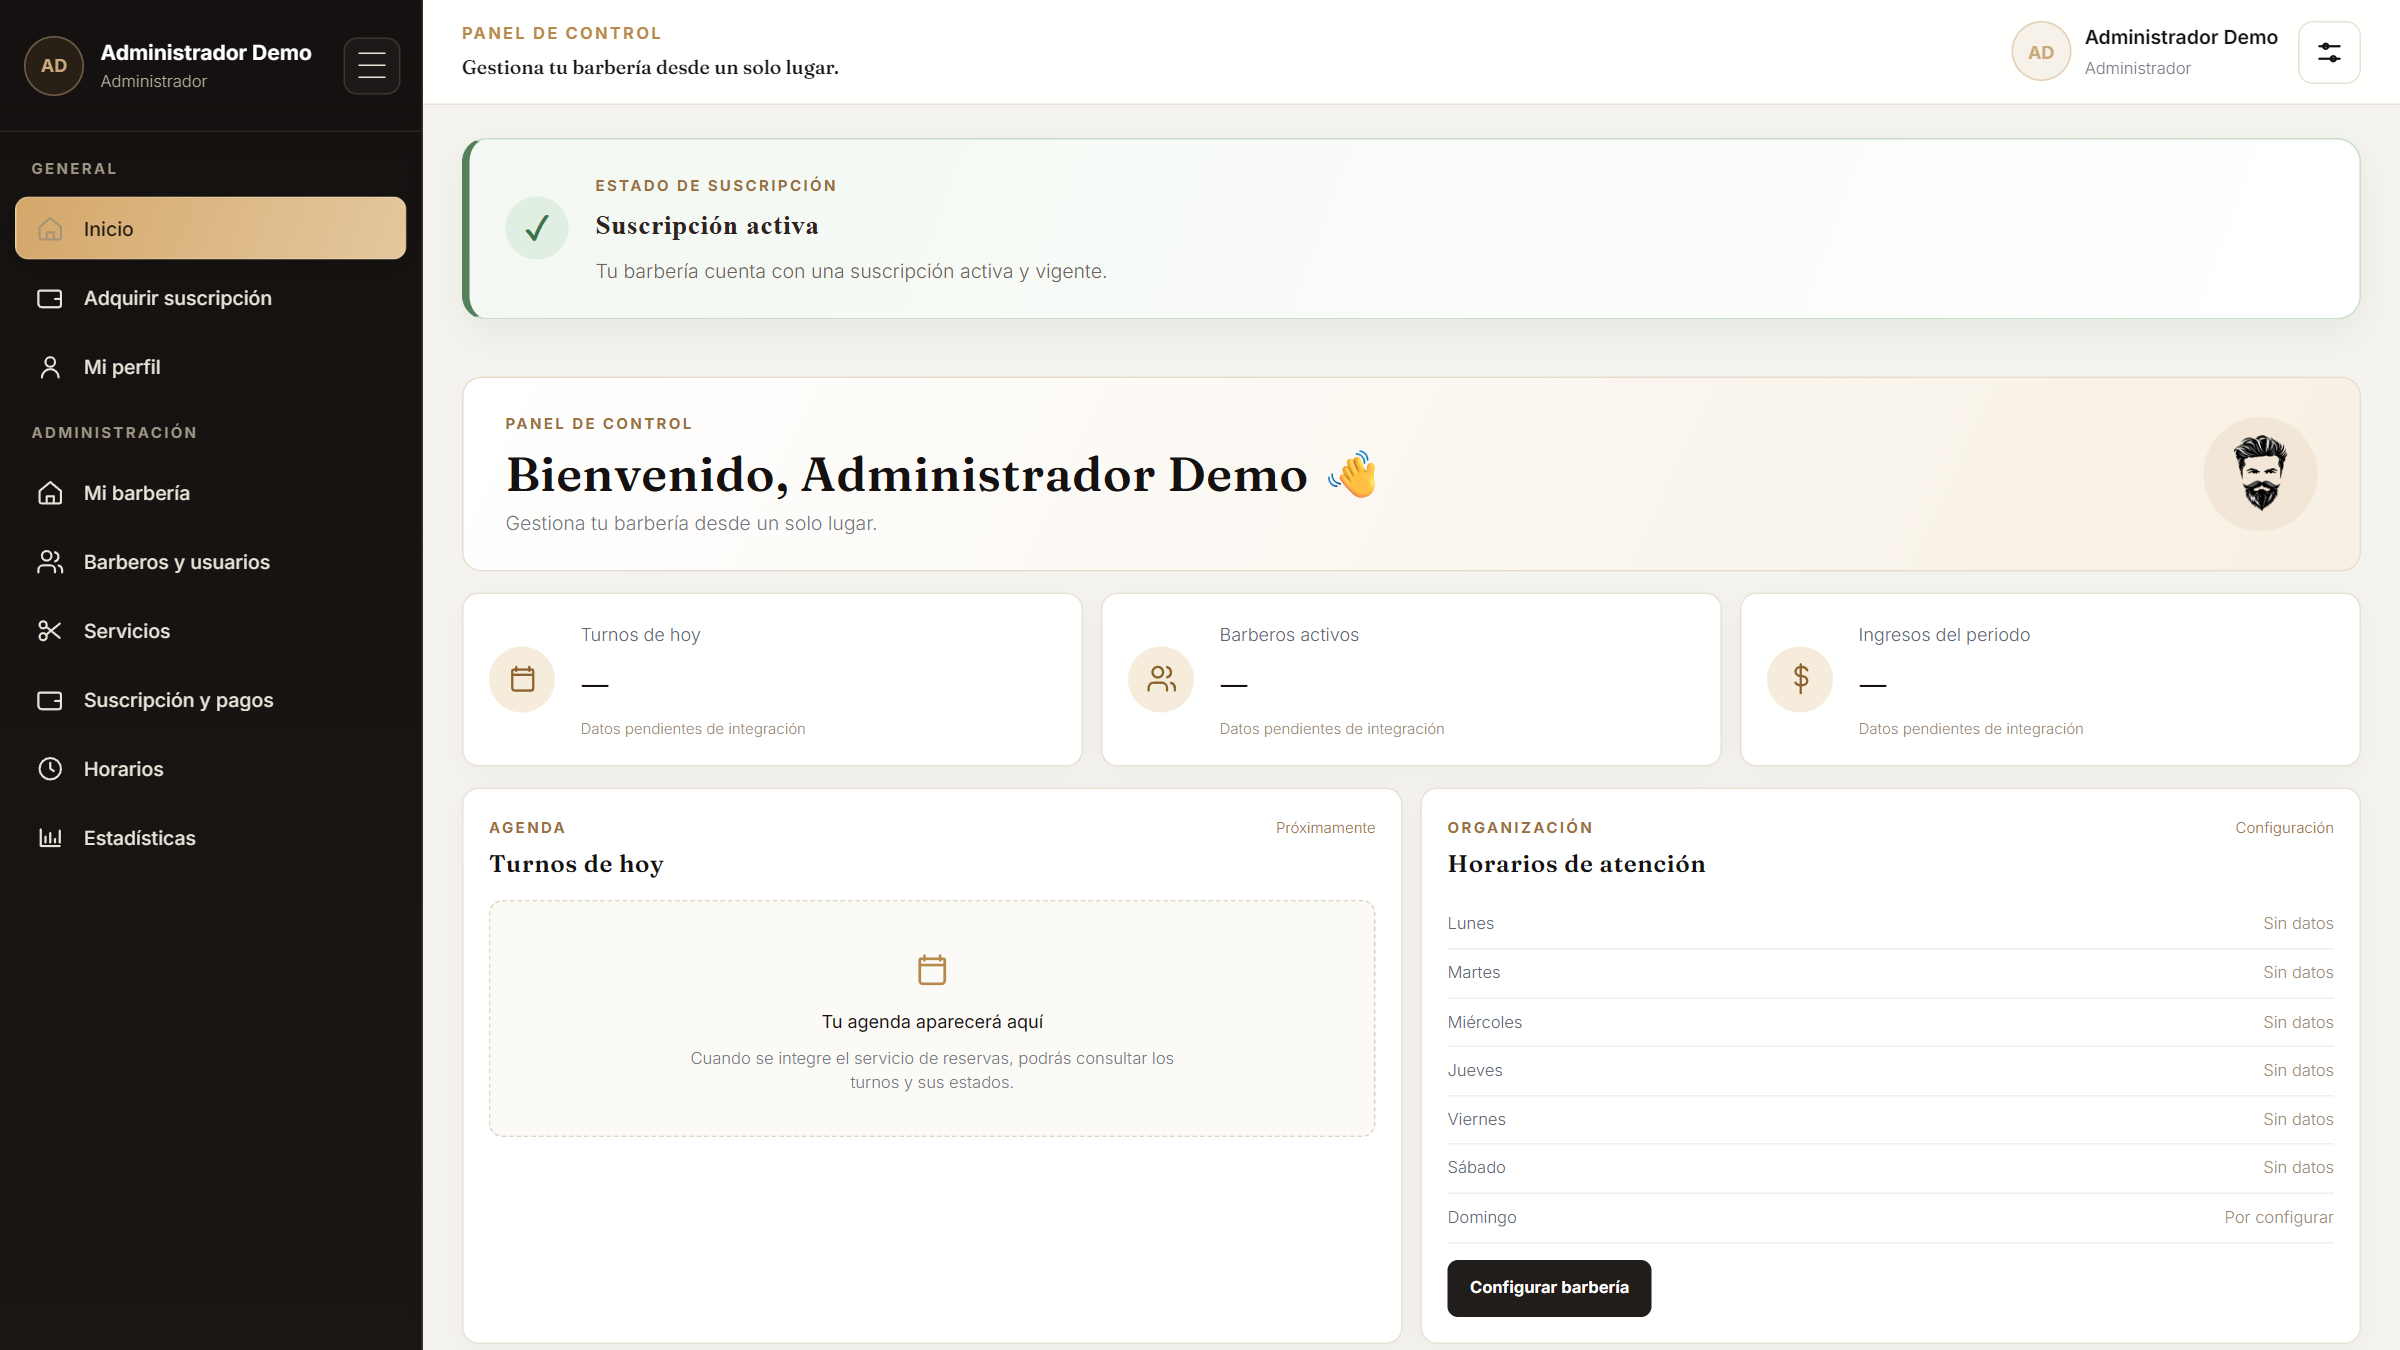 AD
Administrador Demo
Administrador
GENERAL
Inicio
Adquirir suscripción
Mi perfil
ADMINISTRACIÓN
Mi barbería
Barberos y usuarios
Servicios
Suscripción y pagos
Horarios
Estadísticas
PANEL DE CONTROL
Gestiona tu barbería desde un solo lugar.
AD
Administrador Demo
Administrador
ESTADO DE SUSCRIPCIÓN
Suscripción activa
Tu barbería cuenta con una suscripción activa y vigente.
PANEL DE CONTROL
Bienvenido, Administrador Demo 👋
Gestiona tu barbería desde un solo lugar.
Turnos de hoy
—
Datos pendientes de integración
Barberos activos
—
Datos pendientes de integración
Ingresos del periodo
—
Datos pendientes de integración
AGENDA
Próximamente
Turnos de hoy
Tu agenda aparecerá aquí
Cuando se integre el servicio de reservas, podrás consultar los
turnos y sus estados.
ORGANIZACIÓN
Configuración
Horarios de atención
Lunes Sin datos
Martes Sin datos
Miércoles Sin datos
Jueves Sin datos
Viernes Sin datos
Sábado Sin datos
Domingo Por configurar
Configurar barbería